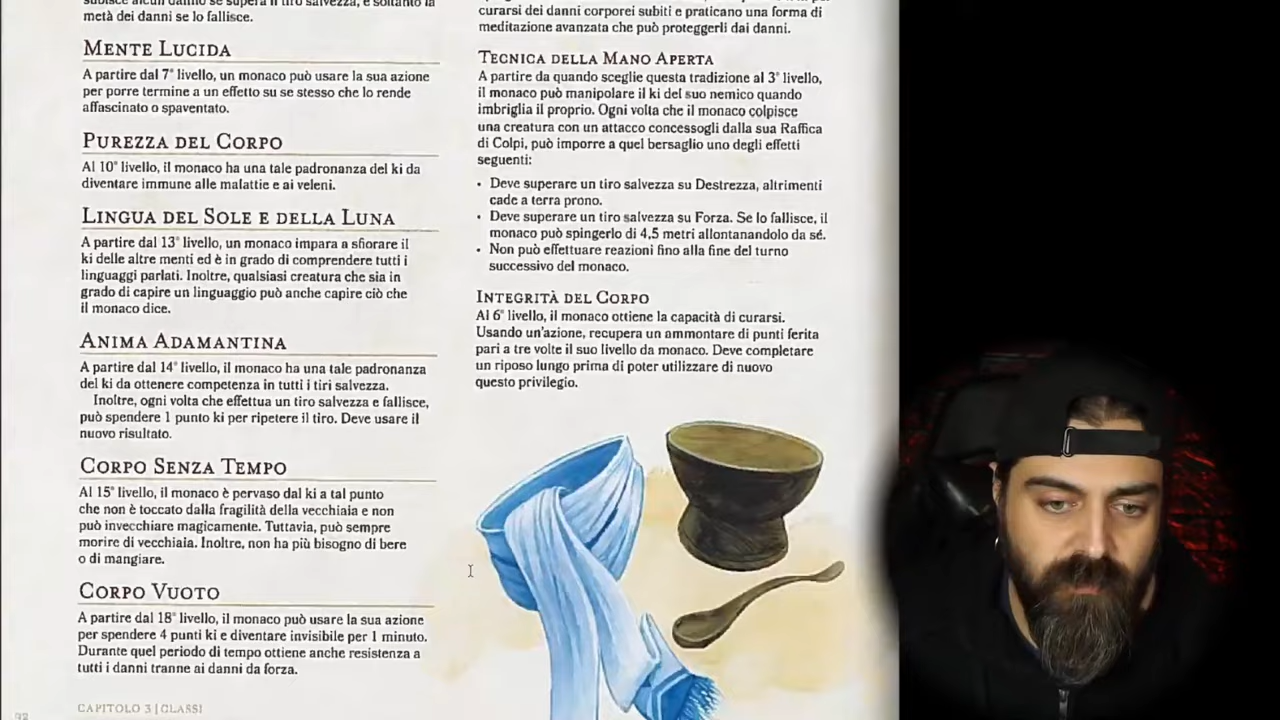 metà dei danni se lo fallisce.
MENTE LUCIDA
A partire dal 7° livello, un monaco può usare la sua azione
per porre termine a un effetto su se stesso che lo rende
affascinato o spaventato.
PUREZZA DEL CORPO
Al 10° livello, il monaco ha una tale padronanza del ki da
diventare immune alle malattie e ai veleni.
LINGUA DEL SOLE E DELLA LUNA
A partire dal 13° livello, un monaco impara a sfiorare il
ki delle altre menti ed è in grado di comprendere tutti i
linguaggi parlati. Inoltre, qualsiasi creatura che sia in
grado di capire un linguaggio può anche capire ciò che
il monaco dice.
ANIMA ADAMANTINA
A partire dal 14° livello, il monaco ha una tale padronanza
del ki da ottenere competenza in tutti i tiri salvezza.
Inoltre, ogni volta che effettua un tiro salvezza e fallisce,
può spendere 1 punto ki per ripetere il tiro. Deve usare il
nuovo risultato.
CORPO SENZA TEMPO
Al 15° livello, il monaco è pervaso dal ki a tal punto
che non è toccato dalla fragilità della vecchiaia e non
può invecchiare magicamente. Tuttavia, può sempre
morire di vecchiaia. Inoltre, non ha più bisogno di bere
o di mangiare.
CORPO VUOTO
A partire dal 18° livello, il monaco può usare la sua azione
per spendere 4 punti ki e diventare invisibile per 1 minuto.
Durante quel periodo di tempo ottiene anche resistenza a
tutti i danni tranne ai danni da forza.
CAPITOLO 3 | CLASSI
curarsi dei danni corporei subiti e praticano una forma di
meditazione avanzata che può proteggerli dai danni.
TECNICA DELLA MANO APERTA
A partire da quando sceglie questa tradizione al 3° livello,
il monaco può manipolare il ki del suo nemico quando
imbriglia il proprio. Ogni volta che il monaco colpisce
una creatura con un attacco concessogli dalla sua Raffica
di Colpi, può imporre a quel bersaglio uno degli effetti
seguenti:
• Deve superare un tiro salvezza su Destrezza, altrimenti
cade a terra prono.
• Deve superare un tiro salvezza su Forza. Se lo fallisce, il
monaco può spingerlo di 4,5 metri allontanandolo da sé.
• Non può effettuare reazioni fino alla fine del turno
successivo del monaco.
INTEGRITÀ DEL CORPO
Al 6° livello, il monaco ottiene la capacità di curarsi.
Usando un'azione, recupera un ammontare di punti ferita
pari a tre volte il suo livello da monaco. Deve completare
un riposo lungo prima di poter utilizzare di nuovo
questo privilegio.